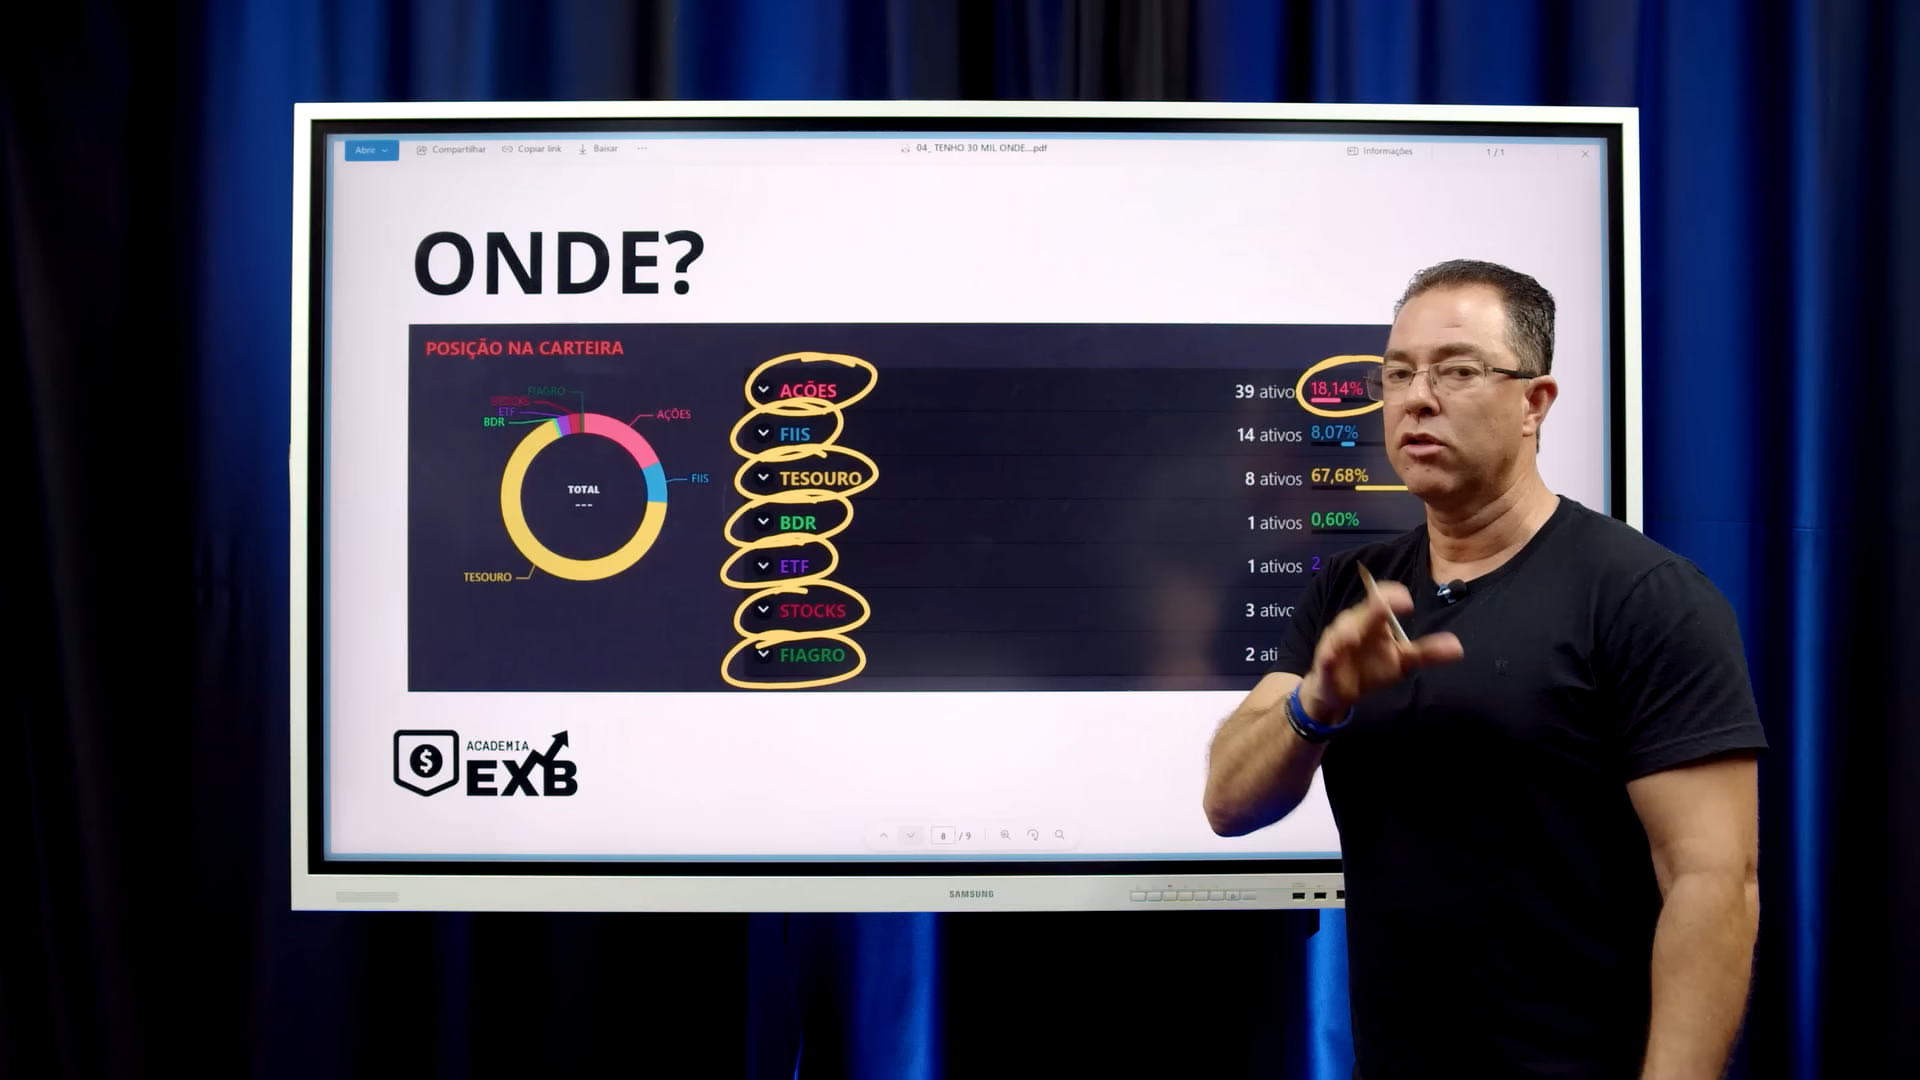 Abrir
Compartilhar
Copiar link
Baixar
04_ TENHO 30 MIL ONDE....pdf
Informações
1 / 1
ONDE?
POSIÇÃO NA CARTEIRA
FIAGRO
STOCKS
ETF
BDR
AÇÕES
FIIS
TESOURO
TOTAL
---
AÇÕES 39 ativo 18,14%
FIIS 14 ativos 8,07%
TESOURO 8 ativos 67,68%
BDR 1 ativos 0,60%
ETF 1 ativos 2
STOCKS 3 ativo
FIAGRO 2 ati
ACADEMIA
EXB
8 / 9
SAMSUNG